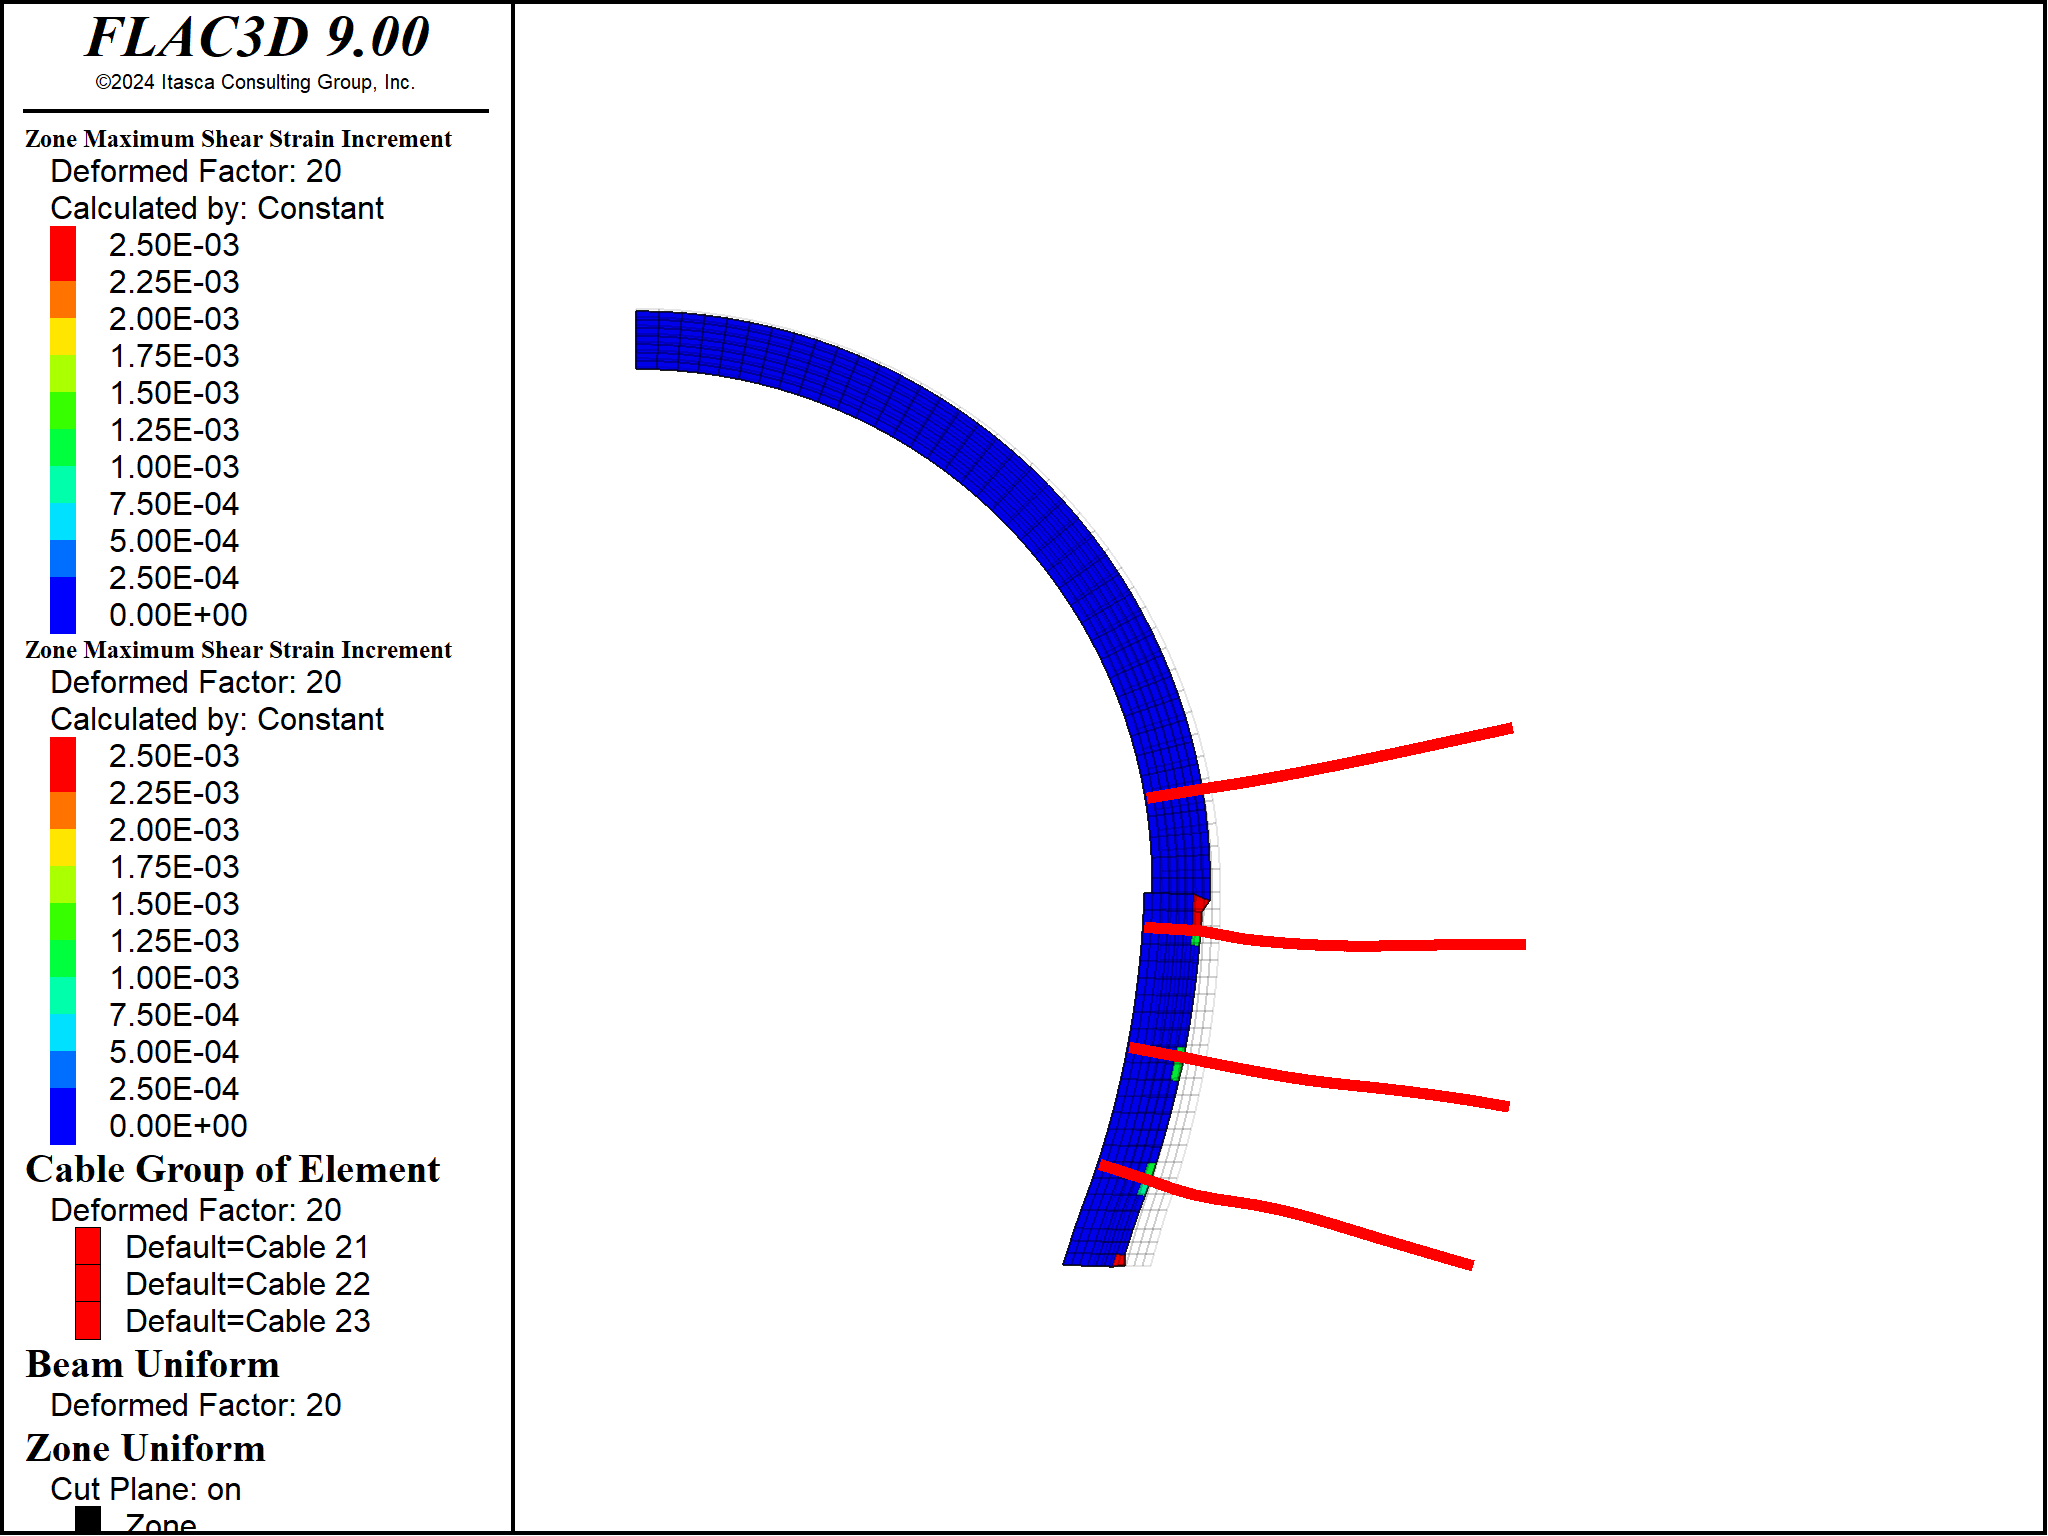 FLAC3D 9.00
©2024 Itasca Consulting Group, Inc.
Zone Maximum Shear Strain Increment
Deformed Factor: 20
Calculated by: Constant
2.50E-03
2.25E-03
2.00E-03
1.75E-03
1.50E-03
1.25E-03
1.00E-03
7.50E-04
5.00E-04
2.50E-04
0.00E+00
Zone Maximum Shear Strain Increment
Deformed Factor: 20
Calculated by: Constant
2.50E-03
2.25E-03
2.00E-03
1.75E-03
1.50E-03
1.25E-03
1.00E-03
7.50E-04
5.00E-04
2.50E-04
0.00E+00
Cable Group of Element
Deformed Factor: 20
Default=Cable 21
Default=Cable 22
Default=Cable 23
Beam Uniform
Deformed Factor: 20
Zone Uniform
Cut Plane: on
Zone